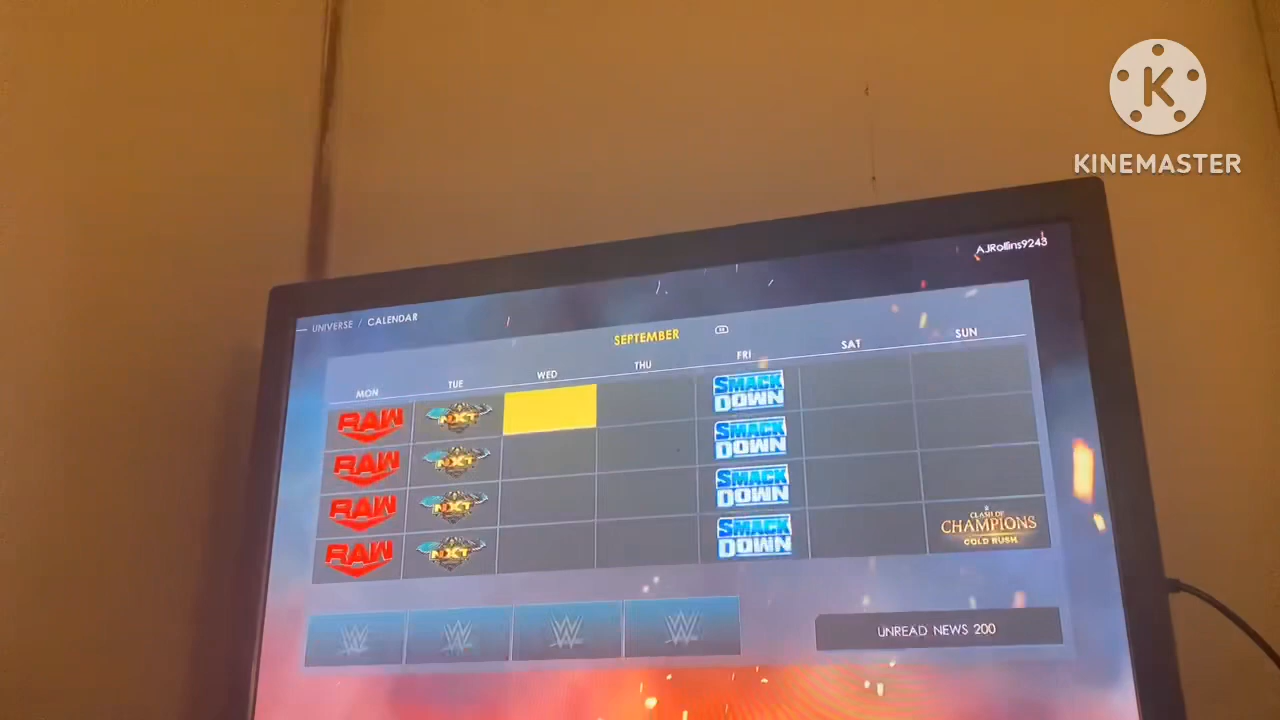 KINEMASTER
AJRollins9243
UNIVERSE / CALENDAR
SEPTEMBER
MON TUE WED THU FRI SAT SUN
RAW NXT SMACK DOWN
RAW NXT SMACK DOWN
RAW NXT SMACK DOWN
RAW NXT SMACK DOWN CLASH OF CHAMPIONS GOLD RUSH
UNREAD NEWS 200